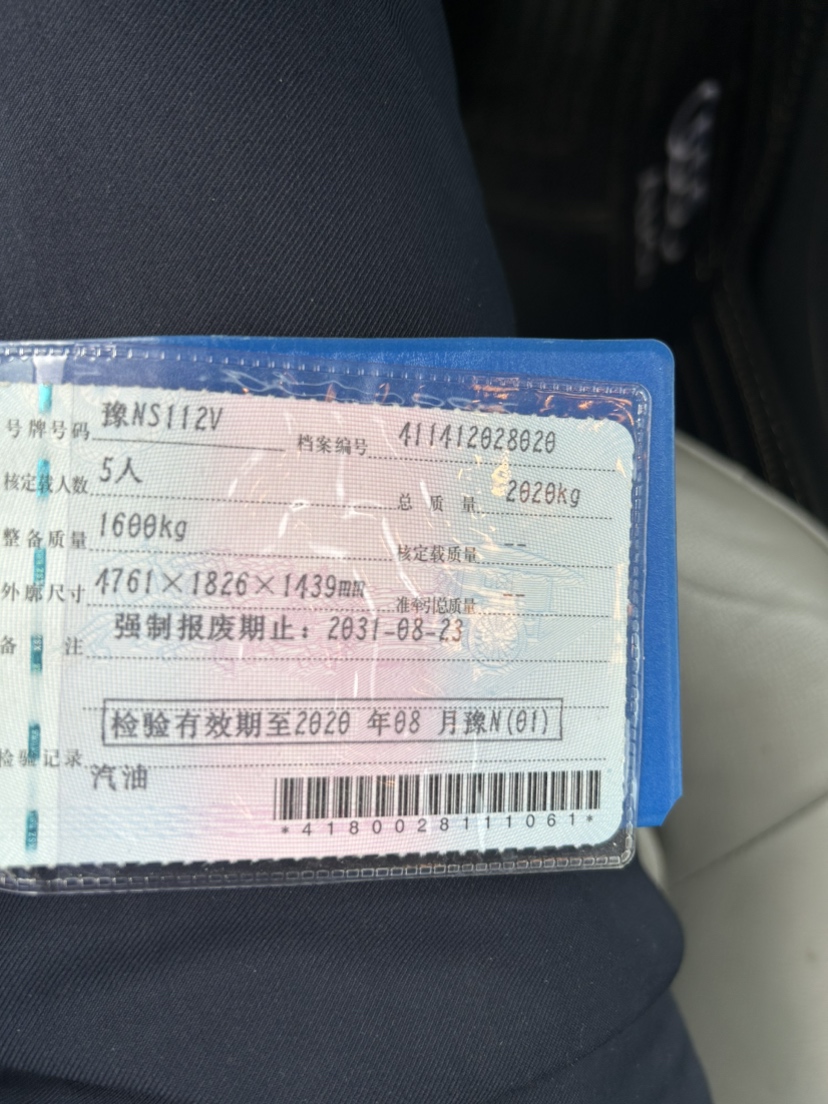 号牌号码 豫NS112V 档案编号 411412028020
核定载人数 5人 总质量 2020kg
整备质量 1600kg 核定载质量 --
外廓尺寸 4761×1826×1439mm 准牵引总质量 --
备注 强制报废期止：2031-08-23
检验有效期至2020 年08 月豫N(01)
检验记录
汽油
*4180028111061*